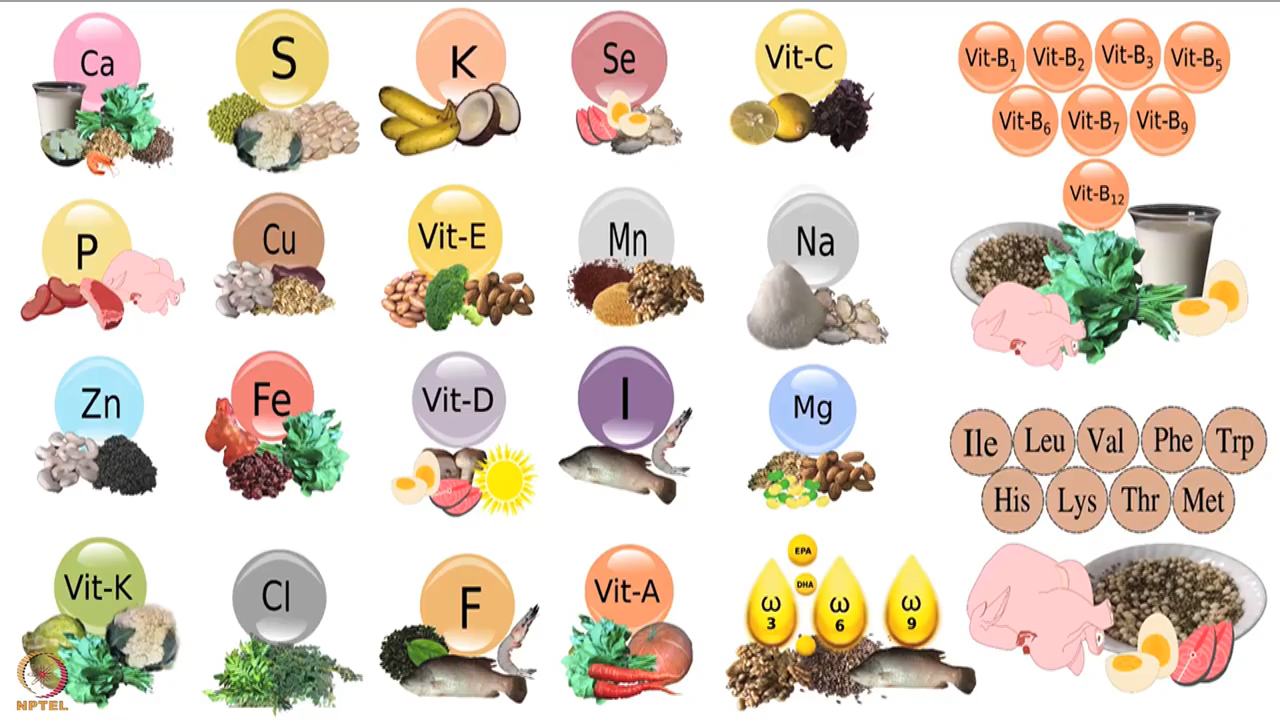 Ca
S
K
Se
Vit-C
Vit-B1 Vit-B2 Vit-B3 Vit-B5
Vit-B6 Vit-B7 Vit-B9
Vit-B12
P
Cu
Vit-E
Mn
Na
Zn
Fe
Vit-D
I
Mg
Ile Leu Val Phe Trp
His Lys Thr Met
Vit-K
Cl
F
Vit-A
EPA
DHA
ω 3
ω 6
ω 9
NPTEL